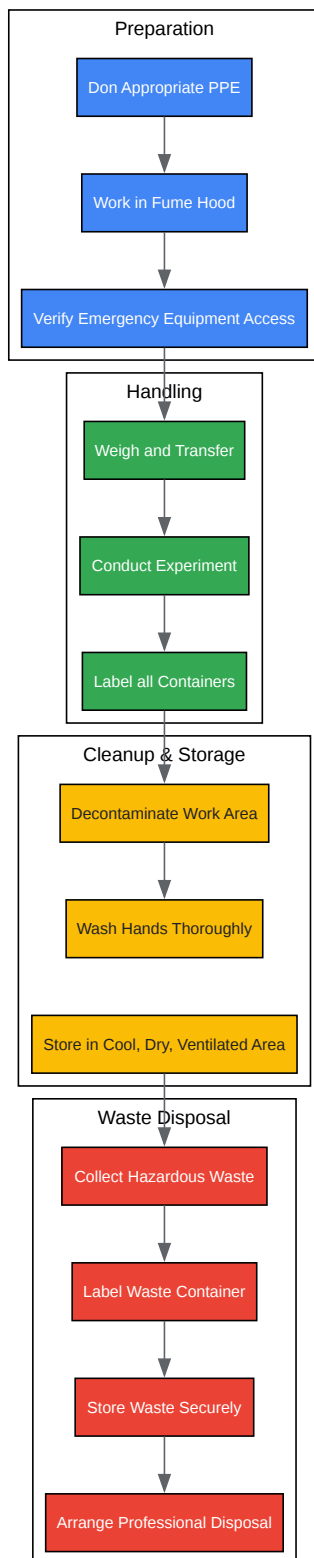 Preparation
Don Appropriate PPE
Work in Fume Hood
Verify Emergency Equipment Access
Handling
Weigh and Transfer
Conduct Experiment
Label all Containers
Cleanup & Storage
Decontaminate Work Area
Wash Hands Thoroughly
Store in Cool, Dry, Ventilated Area
Waste Disposal
Collect Hazardous Waste
Label Waste Container
Store Waste Securely
Arrange Professional Disposal